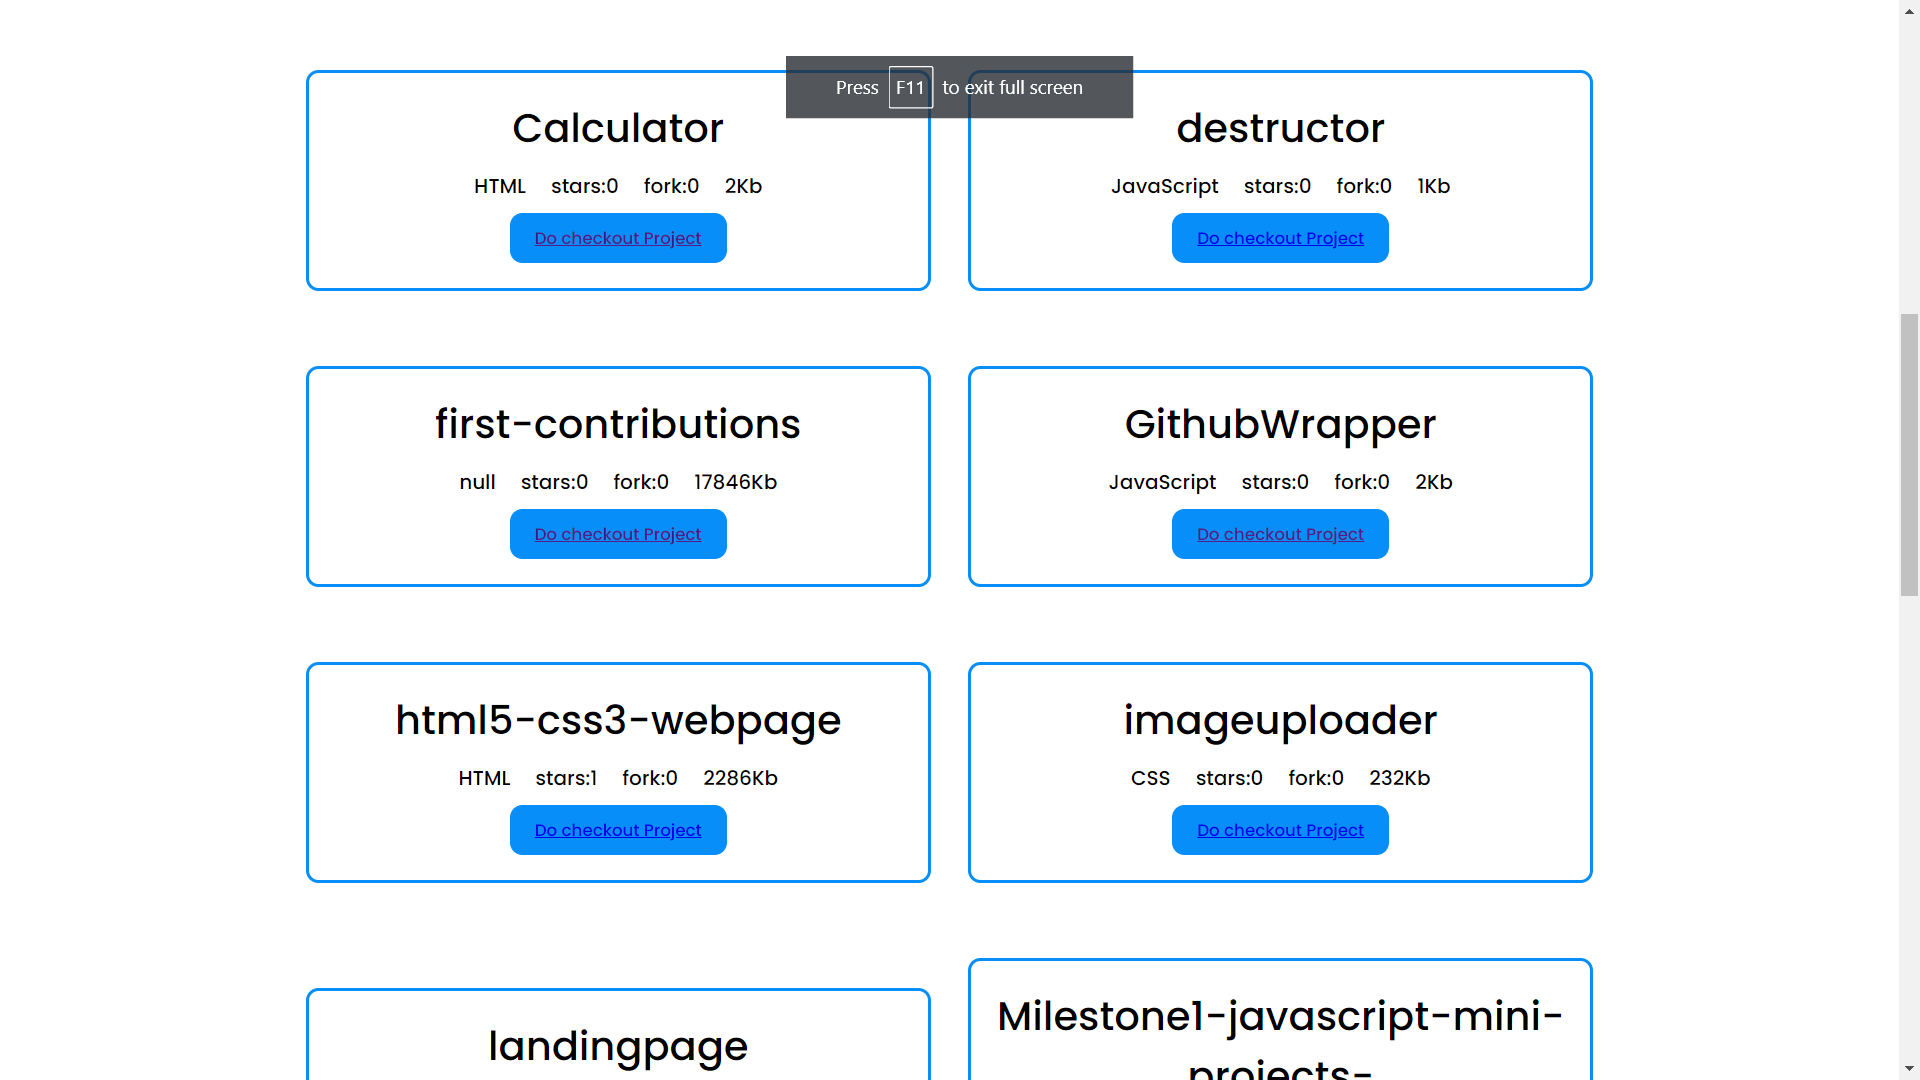 Press F11 to exit full screen
Calculator
HTML stars:0 fork:0 2Kb
Do checkout Project
destructor
JavaScript stars:0 fork:0 1Kb
Do checkout Project
first-contributions
null stars:0 fork:0 17846Kb
Do checkout Project
GithubWrapper
JavaScript stars:0 fork:0 2Kb
Do checkout Project
html5-css3-webpage
HTML stars:1 fork:0 2286Kb
Do checkout Project
imageuploader
CSS stars:0 fork:0 232Kb
Do checkout Project
landingpage
Milestone1-javascript-mini-
projects-